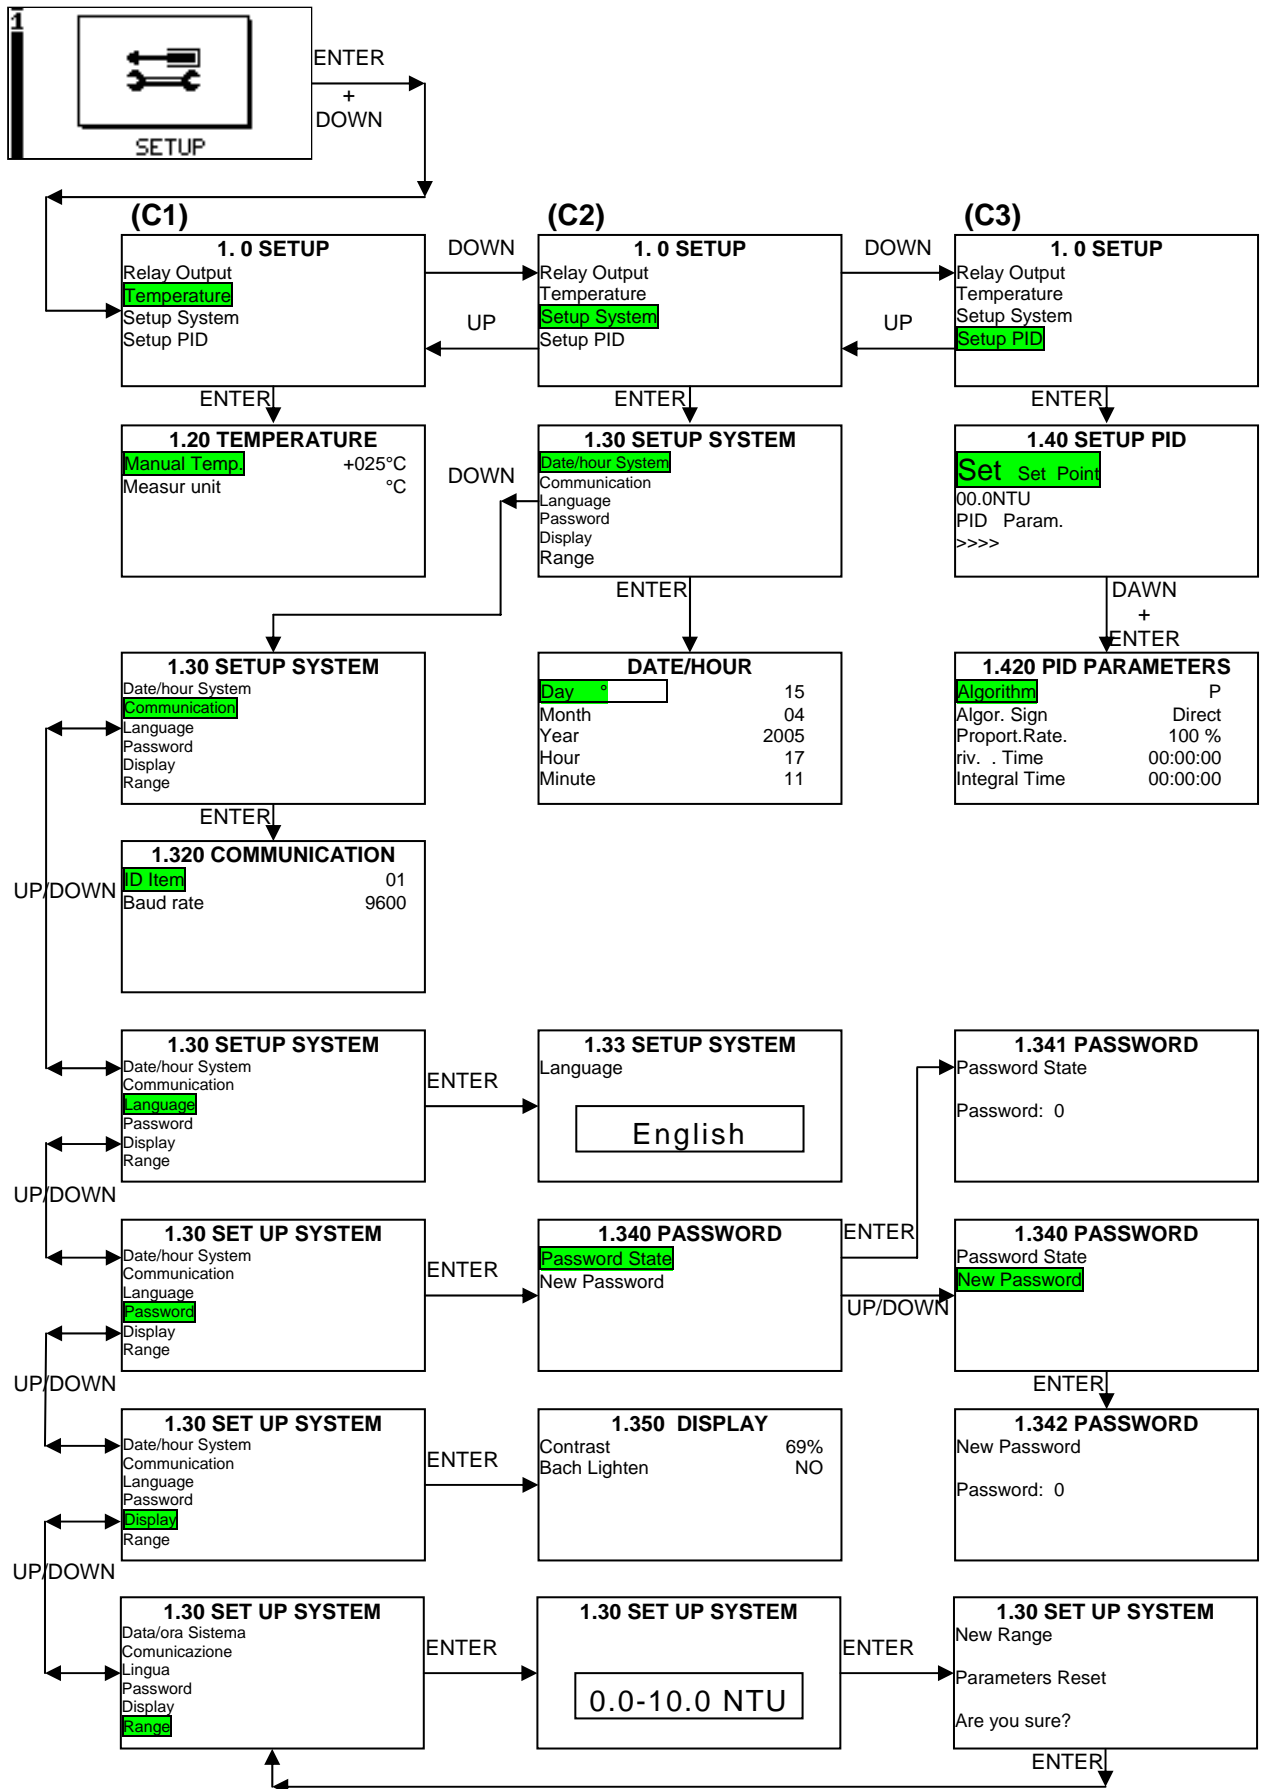 1
ENTER
+
DOWN
SETUP
(C1)
(C2)
(C3)
1. 0 SETUP
Relay Output
Temperature
Setup System
Setup PID
DOWN
UP
1. 0 SETUP
Relay Output
Temperature
Setup System
Setup PID
DOWN
UP
1. 0 SETUP
Relay Output
Temperature
Setup System
Setup PID
ENTER
ENTER
ENTER
1.20 TEMPERATURE
Manual Temp. +025°C
Measur unit °C
DOWN
1.30 SETUP SYSTEM
Date/hour System
Communication
Language
Password
Display
Range
1.40 SETUP PID
Set Set Point
00.0NTU
PID Param.
>>>>
ENTER
DAWN
+
ENTER
1.30 SETUP SYSTEM
Date/hour System
Communication
Language
Password
Display
Range
DATE/HOUR
Day ° 15
Month 04
Year 2005
Hour 17
Minute 11
1.420 PID PARAMETERS
Algorithm P
Algor. Sign Direct
Proport.Rate. 100 %
riv. . Time 00:00:00
Integral Time 00:00:00
ENTER
UP/DOWN
1.320 COMMUNICATION
ID Item 01
Baud rate 9600
1.30 SETUP SYSTEM
Date/hour System
Communication
Language
Password
Display
Range
ENTER
1.33 SETUP SYSTEM
Language
English
1.341 PASSWORD
Password State
Password: 0
UP/DOWN
1.30 SET UP SYSTEM
Date/hour System
Communication
Language
Password
Display
Range
ENTER
1.340 PASSWORD
Password State
New Password
ENTER
UP/DOWN
1.340 PASSWORD
Password State
New Password
UP/DOWN
ENTER
1.30 SET UP SYSTEM
Date/hour System
Communication
Language
Password
Display
Range
ENTER
1.350 DISPLAY
Contrast 69%
Bach Lighten NO
1.342 PASSWORD
New Password
Password: 0
UP/DOWN
1.30 SET UP SYSTEM
Data/ora Sistema
Comunicazione
Lingua
Password
Display
Range
ENTER
1.30 SET UP SYSTEM
0.0-10.0 NTU
ENTER
1.30 SET UP SYSTEM
New Range
Parameters Reset
Are you sure?
ENTER